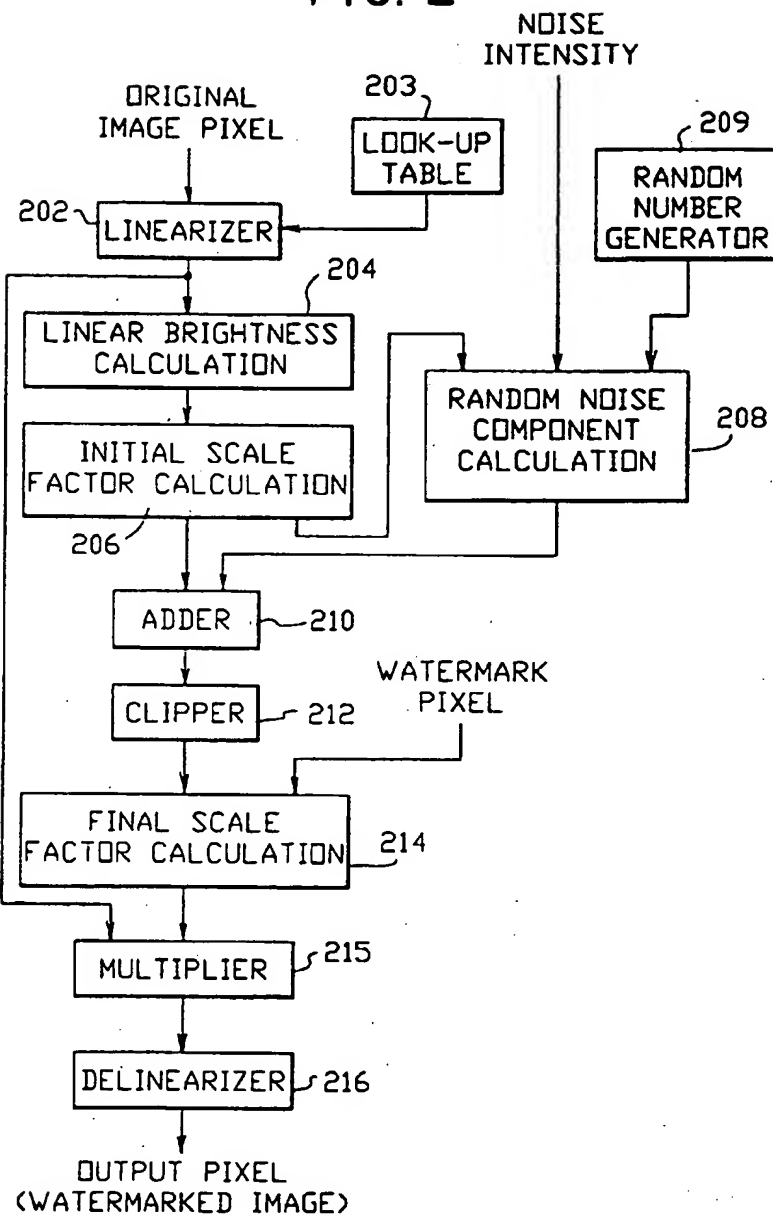 NOISE
INTENSITY
ORIGINAL
IMAGE PIXEL
203
LOOK-UP
TABLE
209
RANDOM
NUMBER
GENERATOR
202
LINEARIZER
204
LINEAR BRIGHTNESS
CALCULATION
RANDOM NOISE
COMPONENT
CALCULATION
208
INITIAL SCALE
FACTOR CALCULATION
206
ADDER
210
WATERMARK
PIXEL
CLIPPER
212
FINAL SCALE
FACTOR CALCULATION
214
MULTIPLIER
215
DELINEARIZER
216
OUTPUT PIXEL
(WATERMARKED IMAGE)